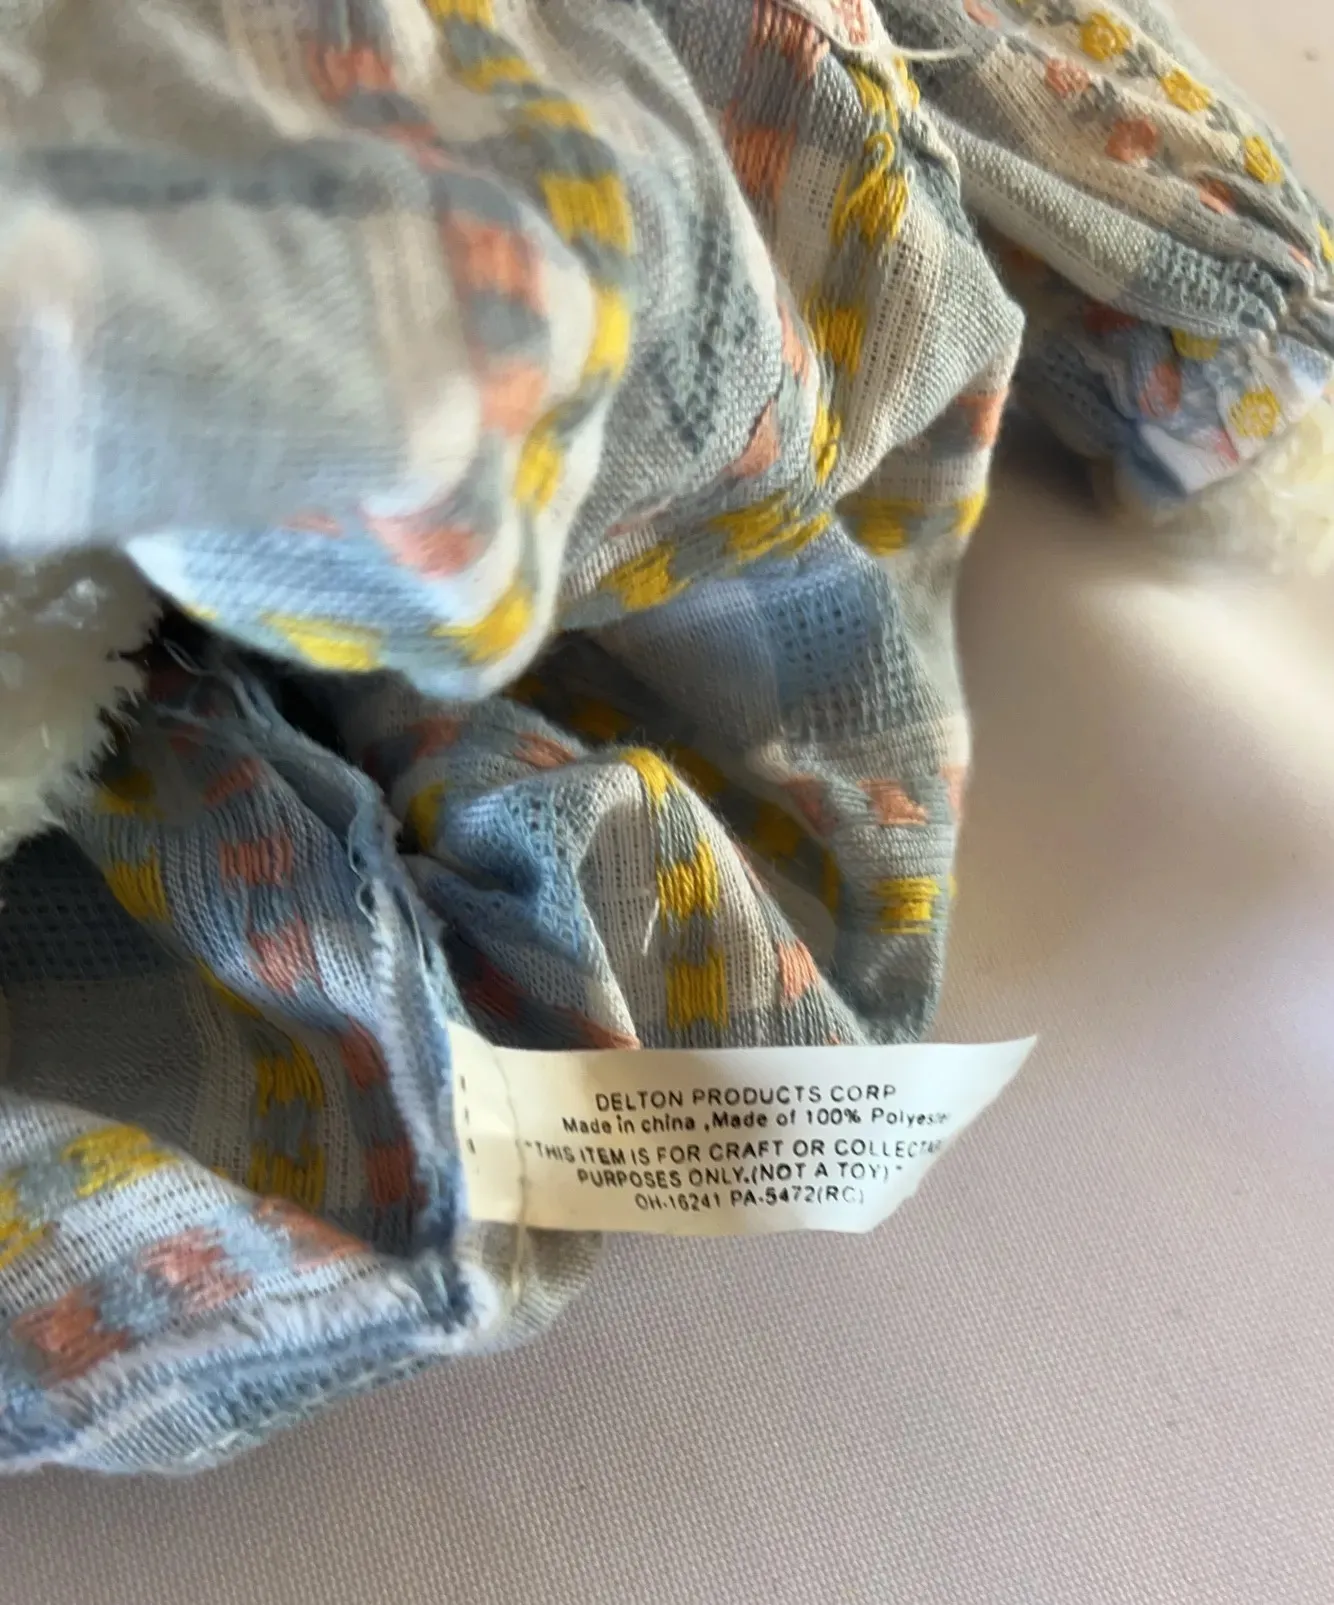 DELTON PRODUCTS CORP
Made in china ,Made of 100% Polyester
"THIS ITEM IS FOR CRAFT OR COLLECTAB
PURPOSES ONLY.(NOT A TOY)"
OH-16241 PA-5472(RC)